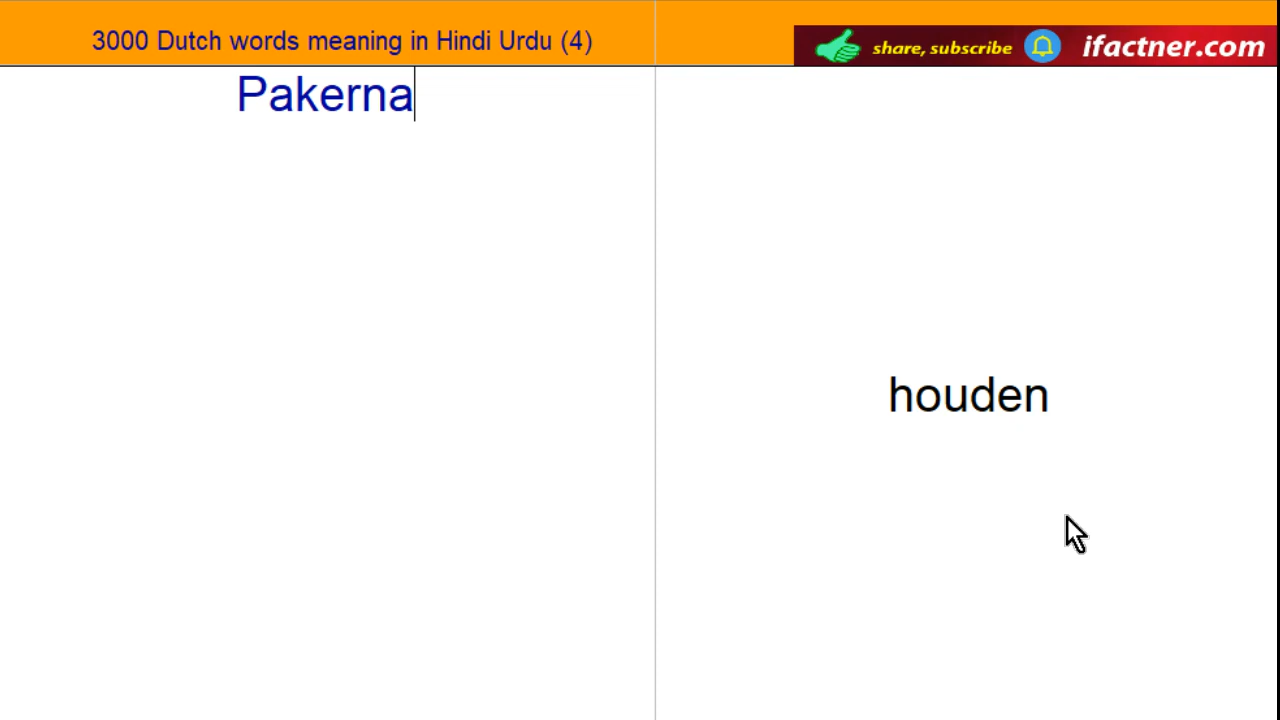 3000 Dutch words meaning in Hindi Urdu (4)
share, subscribe
ifactner.com
Pakerna
houden